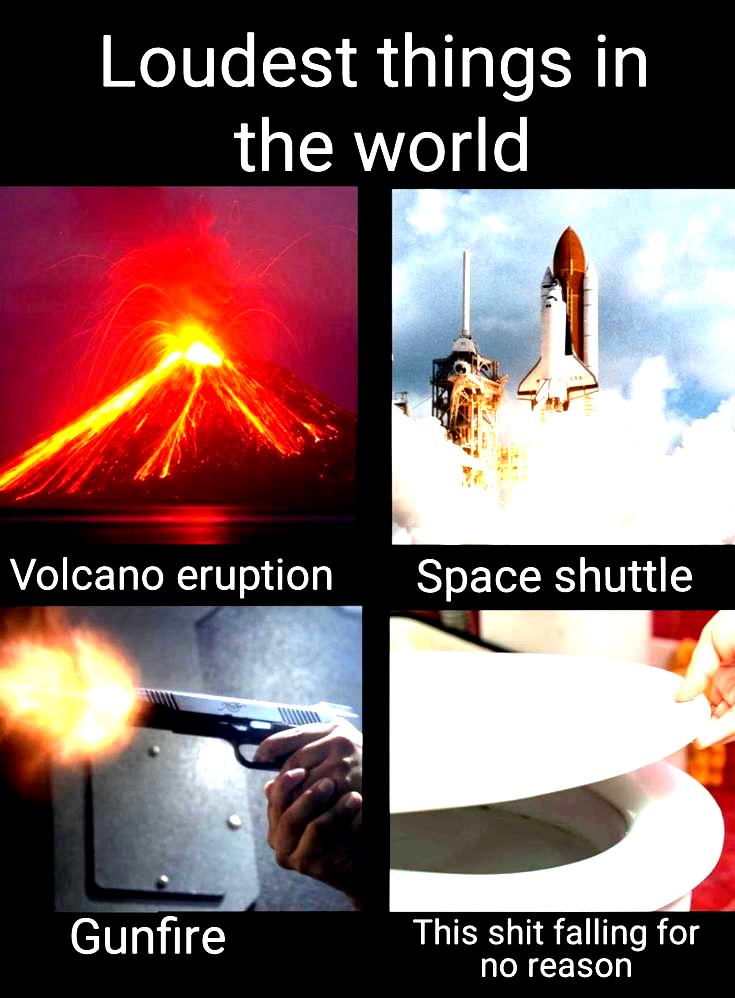 Loudest things in
the world
Volcano eruption
Space shuttle
Gunfire
This shit falling for
no reason